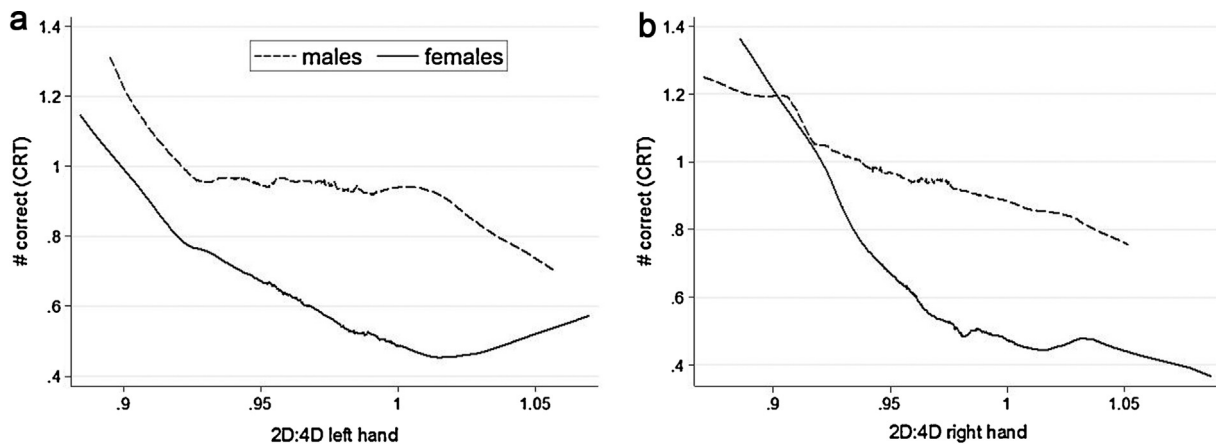 a
males females
# correct (CRT)
1.4
1.2
1
.8
.6
.4
.9 .95 1 1.05
2D:4D left hand
b
# correct (CRT)
1.4
1.2
1
.8
.6
.4
.9 .95 1 1.05
2D:4D right hand